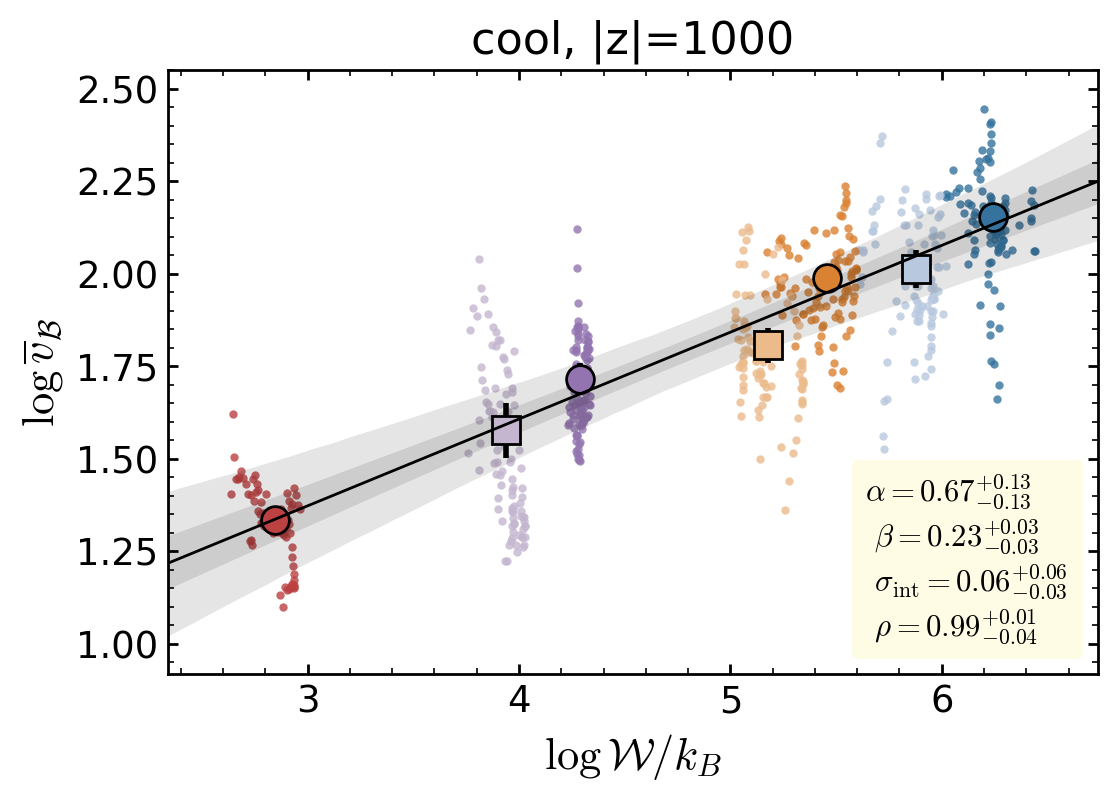 cool, |z|=1000
2.50
2.25
2.00
1.75
1.50
1.25
1.00
log v̅_ℬ
α = 0.67^{+0.13}_{-0.13}
β = 0.23^{+0.03}_{-0.03}
σ_int = 0.06^{+0.06}_{-0.03}
ρ = 0.99^{+0.01}_{-0.04}
3 4 5 6
log 𝒲/k_B